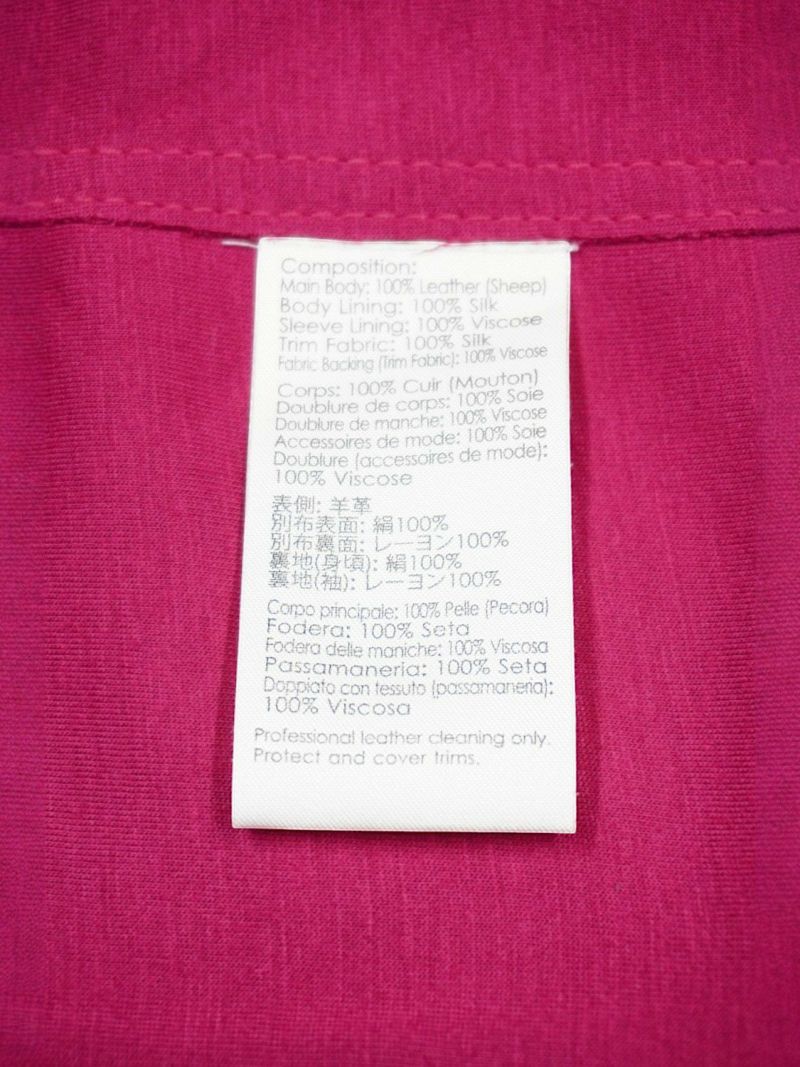 Composition:
Main Body: 100% Leather (Sheep)
Body Lining: 100% Silk
Sleeve Lining: 100% Viscose
Trim Fabric: 100% Silk
Fabric Backing (Trim Fabric): 100% Viscose
Corps: 100% Cuir (Mouton)
Doublure de corps: 100% Soie
Doublure de manche: 100% Viscose
Accessoires de mode: 100% Soie
Doublure (accessoires de mode):
100% Viscose
表側: 羊革
別布表面: 絹100%
別布裏面: レーヨン100%
裏地(身頃): 絹100%
裏地(袖): レーヨン100%
Corpo principale: 100% Pelle (Pecora)
Fodera: 100% Seta
Fodera delle maniche: 100% Viscosa
Passamaneria: 100% Seta
Doppiato con tessuto (passamaneria):
100% Viscosa
Professional leather cleaning only.
Protect and cover trims.